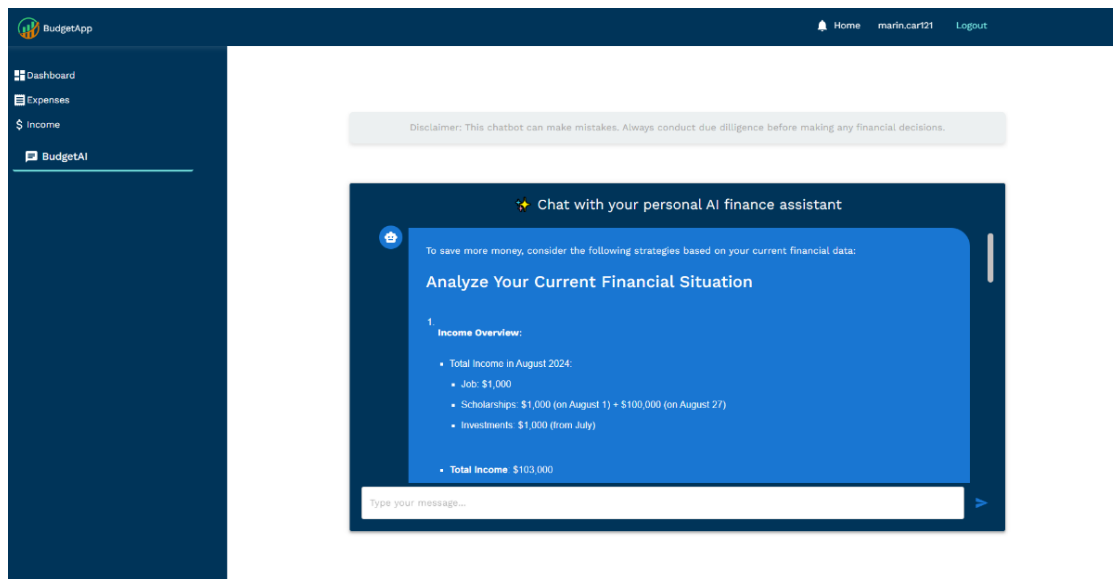 BudgetApp
Home marin.car121 Logout
Dashboard
Expenses
$ Income
BudgetAI
Disclaimer: This chatbot can make mistakes. Always conduct due dilligence before making any financial decisions.
Chat with your personal AI finance assistant
To save more money, consider the following strategies based on your current financial data:
Analyze Your Current Financial Situation
1.
Income Overview:
Total Income in August 2024:
Job: $1,000
Scholarships: $1,000 (on August 1) + $100,000 (on August 27)
Investments: $1,000 (from July)
Total Income: $103,000
Type your message...